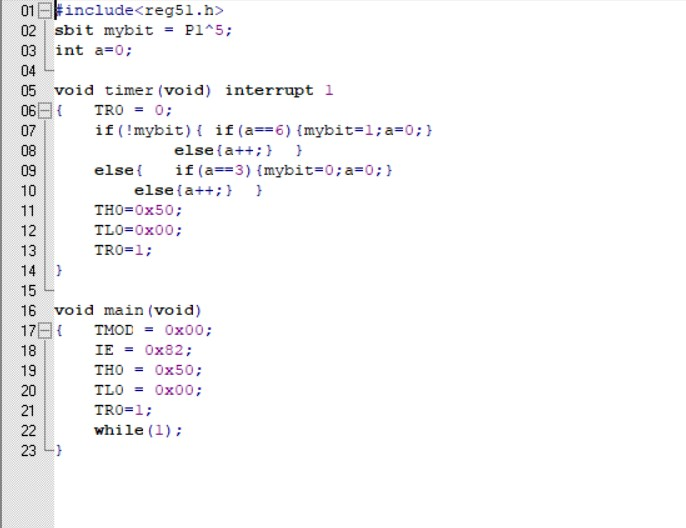 01 #include<reg51.h>
02 sbit mybit = P1^5;
03 int a=0;
04
05 void timer(void) interrupt 1
06 {    TR0 = 0;
07      if(!mybit){ if(a==6){mybit=1;a=0;}
08              else{a++;}  }
09      else{   if(a==3){mybit=0;a=0;}
10          else{a++;}  }
11      TH0=0x50;
12      TL0=0x00;
13      TR0=1;
14 }
15
16 void main(void)
17 {    TMOD = 0x00;
18      IE = 0x82;
19      TH0 = 0x50;
20      TL0 = 0x00;
21      TR0=1;
22      while(1);
23 }